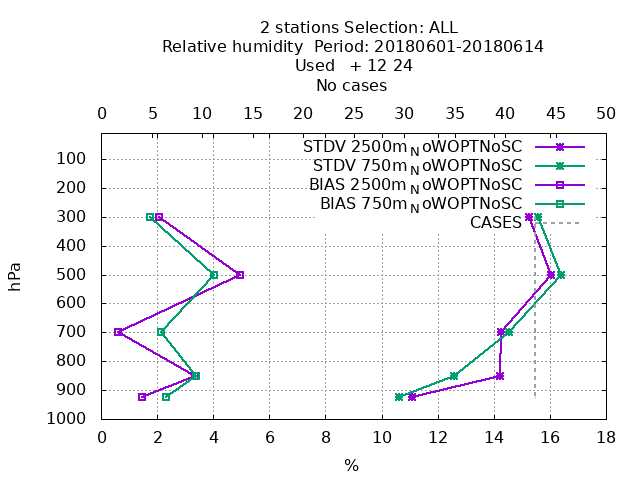 2 stations Selection: ALL
Relative humidity  Period: 20180601-20180614
Used   + 12 24
No cases
0 5 10 15 20 25 30 35 40 45 50
STDV 2500m_NoWOPTNoSC
STDV 750m_NoWOPTNoSC
BIAS 2500m_NoWOPTNoSC
BIAS 750m_NoWOPTNoSC
CASES
hPa
100
200
300
400
500
600
700
800
900
1000
0 2 4 6 8 10 12 14 16 18
%